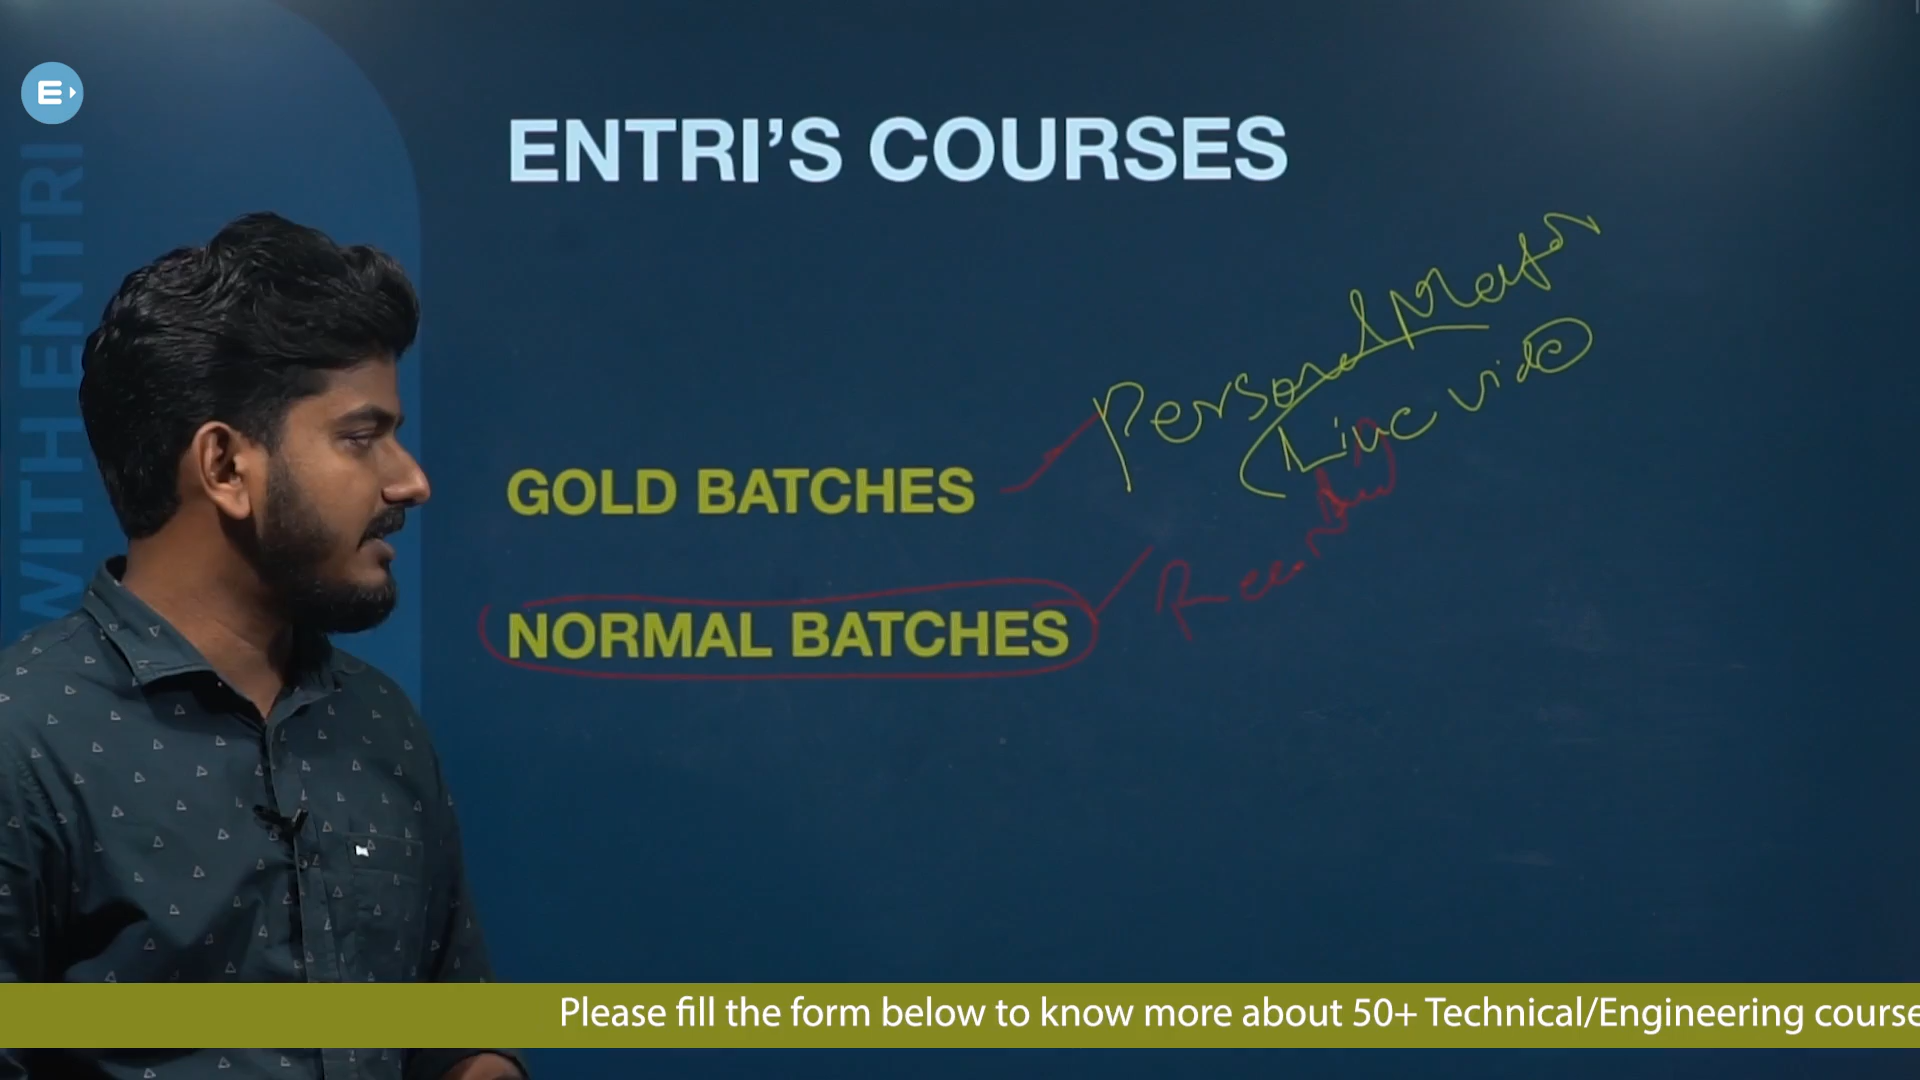 E
WITH ENTRI
ENTRI'S COURSES
Personal Mentor
Live video
GOLD BATCHES
Recording
NORMAL BATCHES
Please fill the form below to know more about 50+ Technical/Engineering course